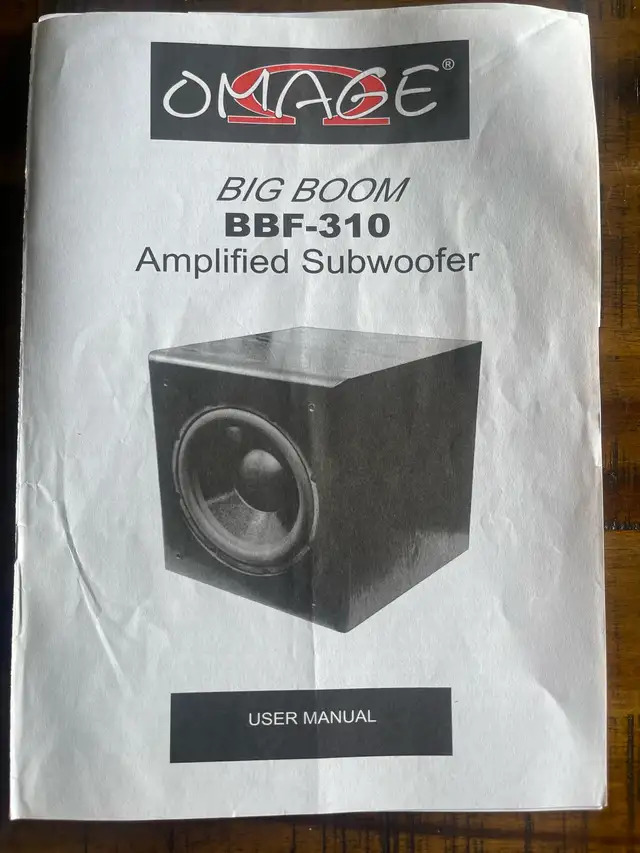 OMAGE®
BIG BOOM
BBF-310
Amplified Subwoofer
USER MANUAL